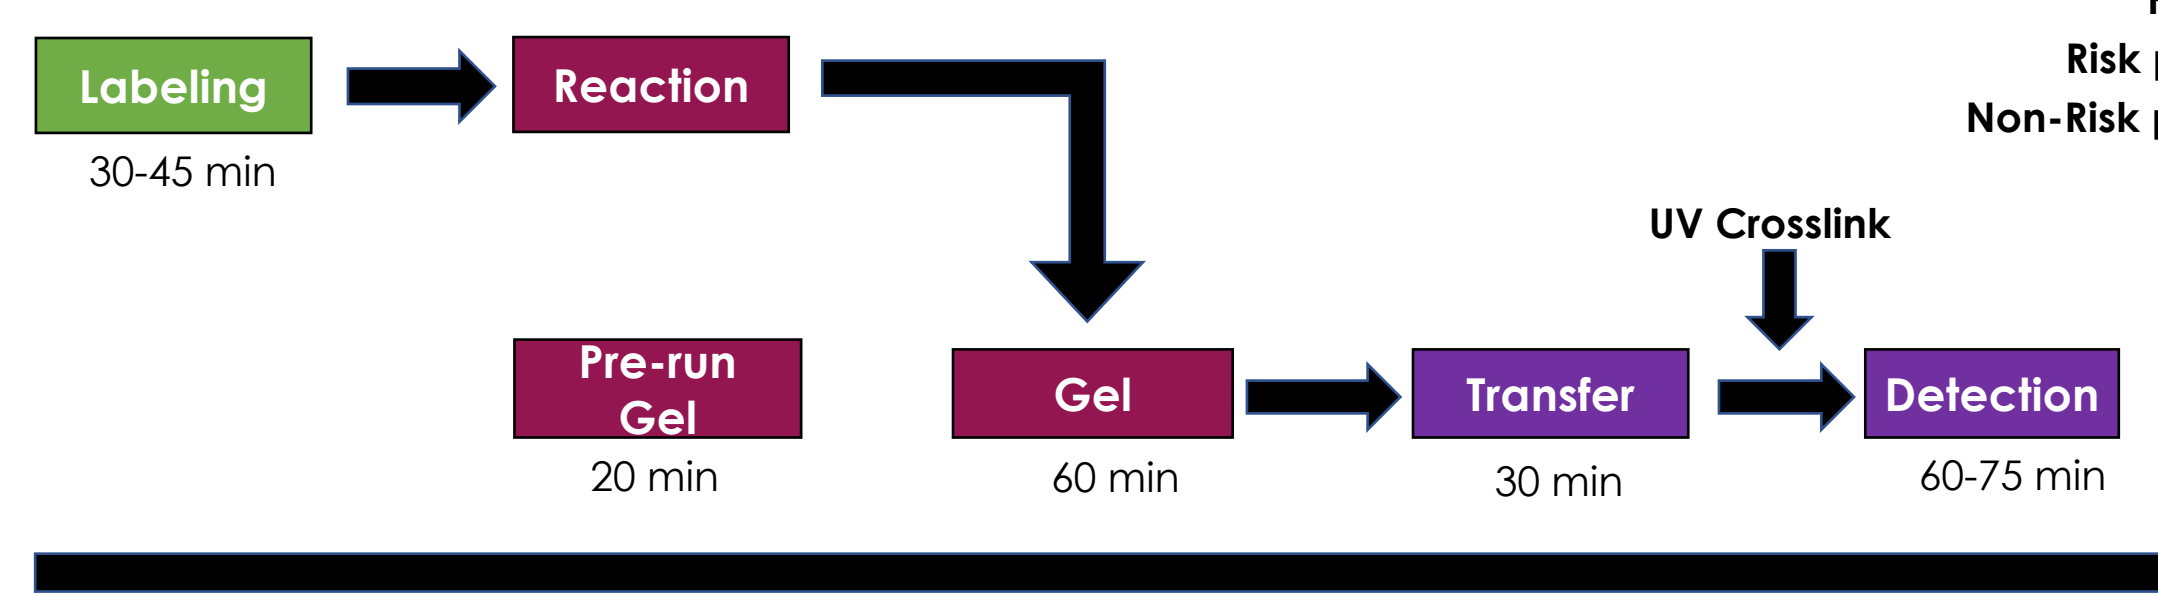 Labeling
30-45 min
Reaction
Risk
Non-Risk
UV Crosslink
Pre-run
Gel
20 min
Gel
60 min
Transfer
30 min
Detection
60-75 min